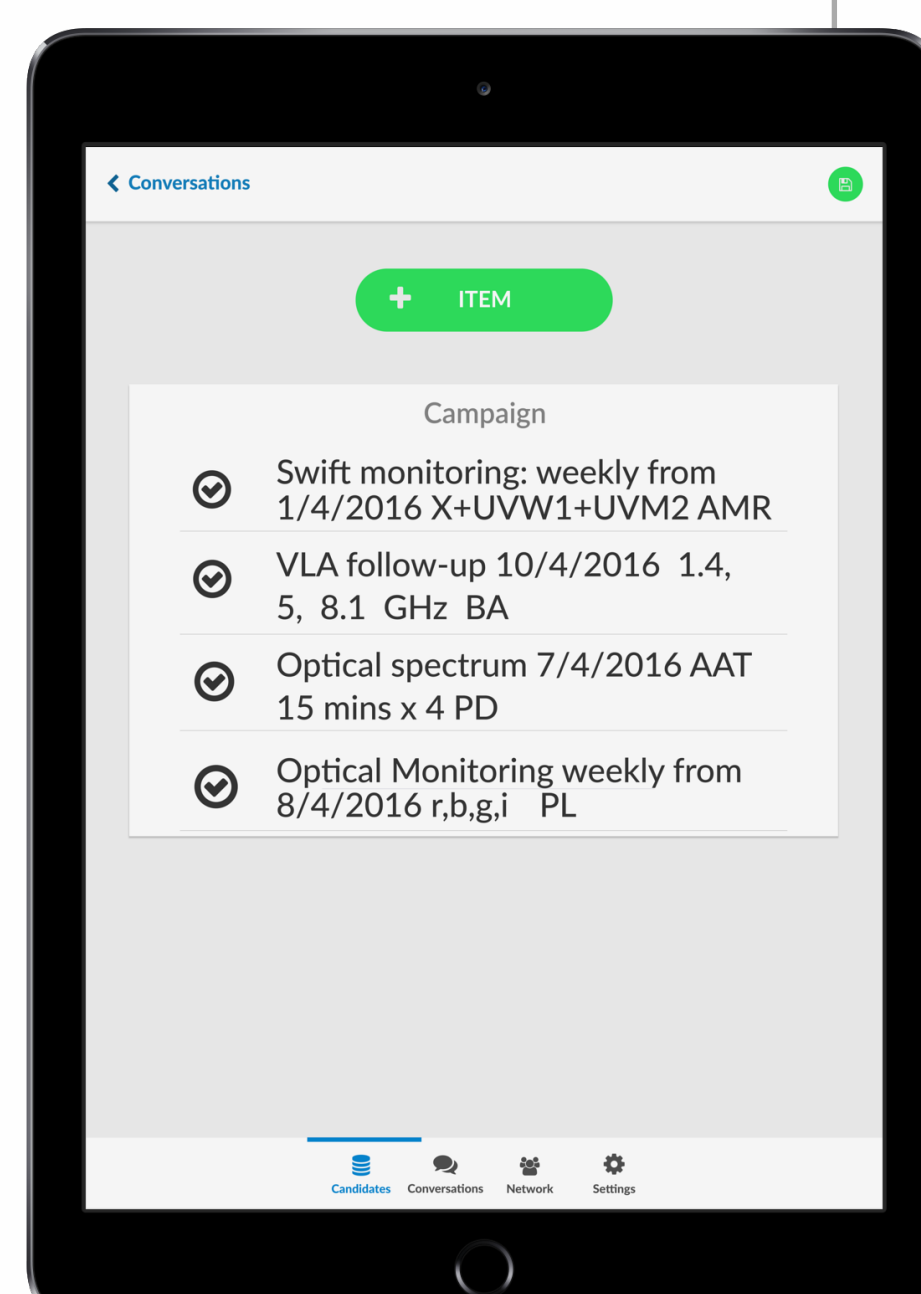 Conversations
ITEM
Campaign
Swift monitoring: weekly from
1/4/2016 X+UVW1+UVM2 AMR
VLA follow-up 10/4/2016 1.4,
5, 8.1 GHz BA
Optical spectrum 7/4/2016 AAT
15 mins x 4 PD
Optical Monitoring weekly from
8/4/2016 r,b,g,i PL
Candidates Conversations Network Settings